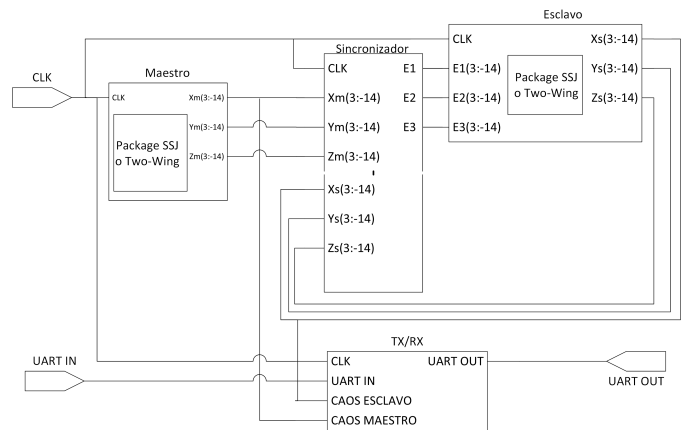 Esclavo
CLK
Xs(3:-14)
E1(3:-14)
Ys(3:-14)
E2(3:-14)
Zs(3:-14)
E3(3:-14)
Package SSJ
o Two-Wing
Sincronizador
CLK
E1
Xm(3:-14)
E2
Ym(3:-14)
E3
Zm(3:-14)
Xs(3:-14)
Ys(3:-14)
Zs(3:-14)
CLK
Maestro
CLK
Xm(3:-14)
Ym(3:-14)
Zm(3:-14)
Package SSJ
o Two-Wing
TX/RX
CLK
UART OUT
UART IN
CAOS ESCLAVO
CAOS MAESTRO
UART IN
UART OUT